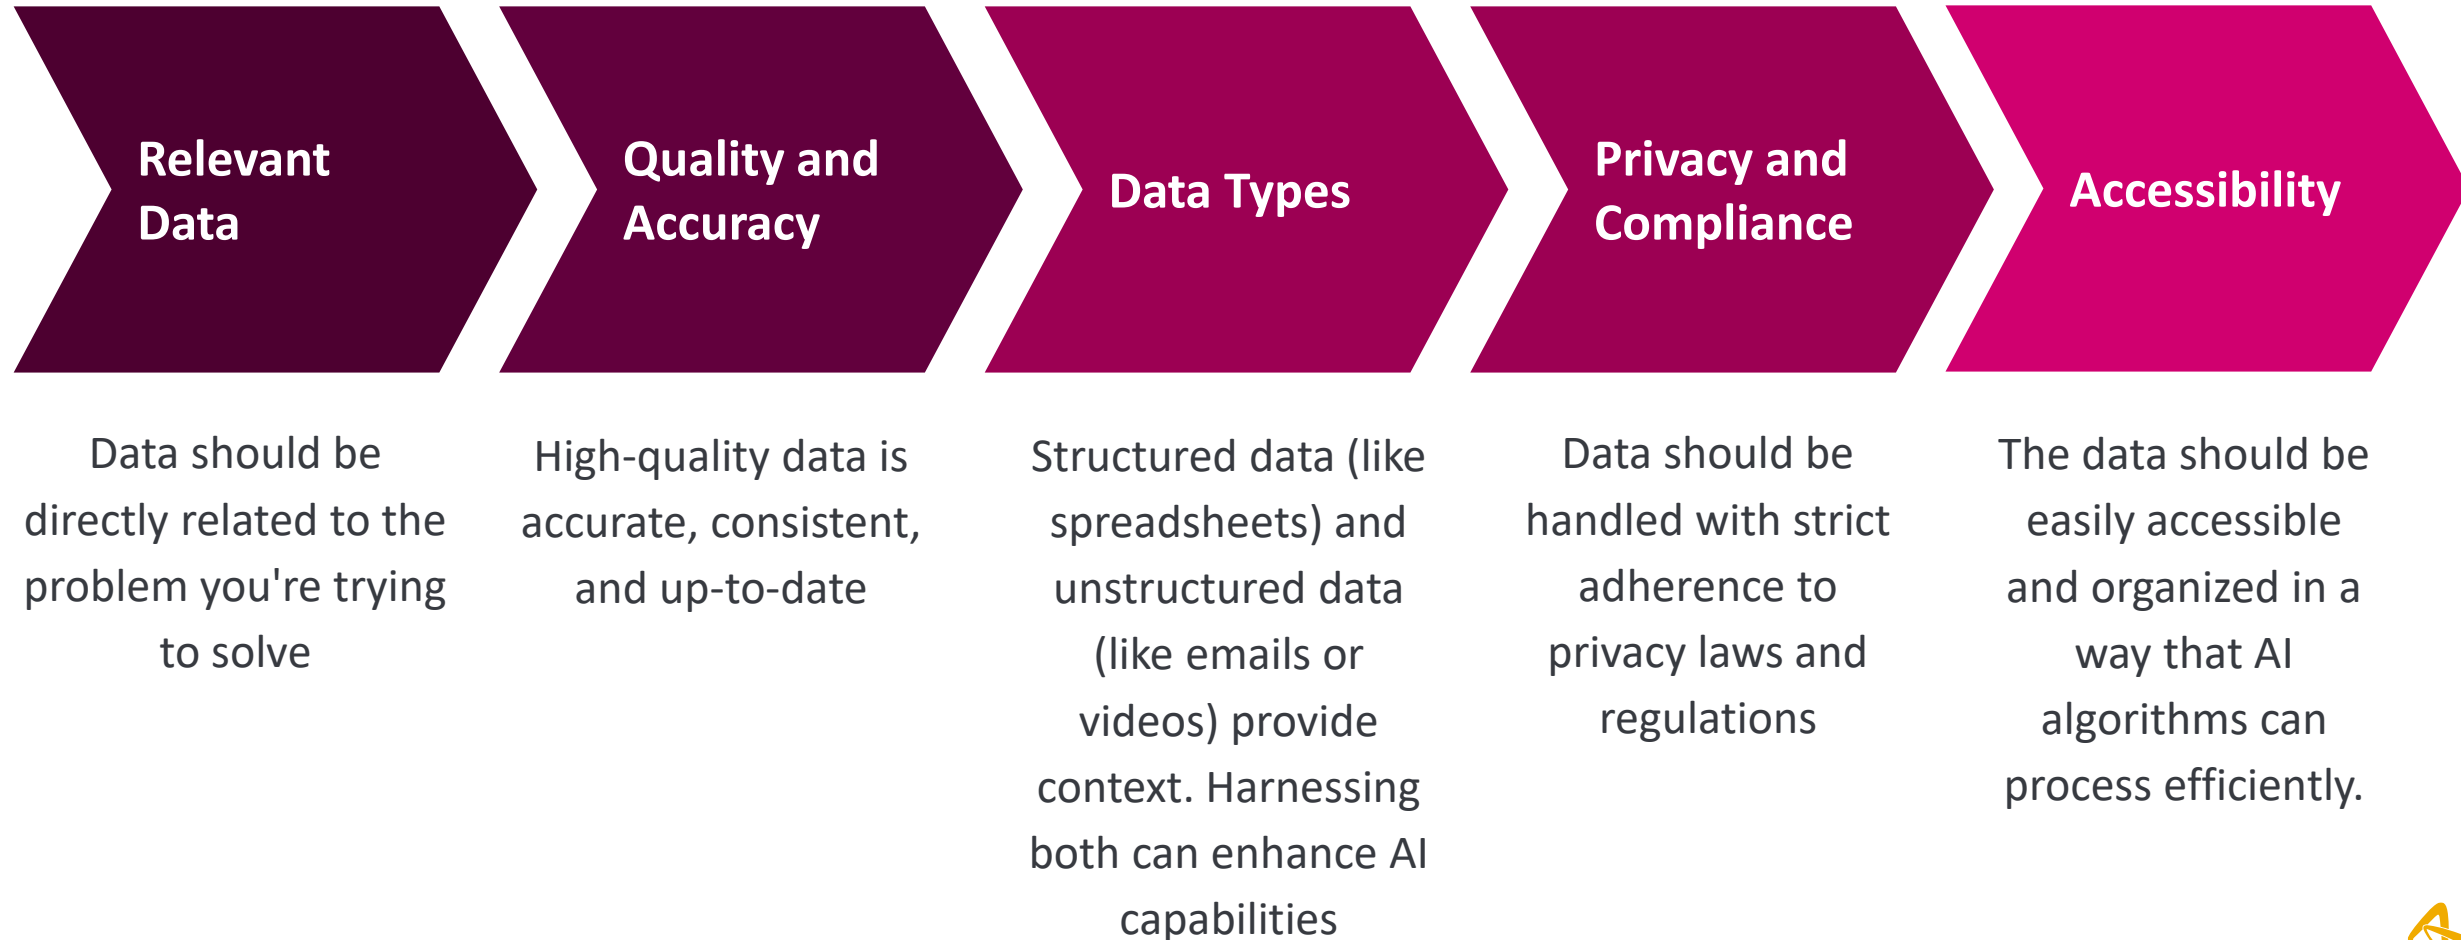 Relevant
Data
Quality and
Accuracy
Data Types
Privacy and
Compliance
Accessibility
Data should be
directly related to the
problem you're trying
to solve
High-quality data is
accurate, consistent,
and up-to-date
Structured data (like
spreadsheets) and
unstructured data
(like emails or
videos) provide
context. Harnessing
both can enhance AI
capabilities
Data should be
handled with strict
adherence to
privacy laws and
regulations
The data should be
easily accessible
and organized in a
way that AI
algorithms can
process efficiently.